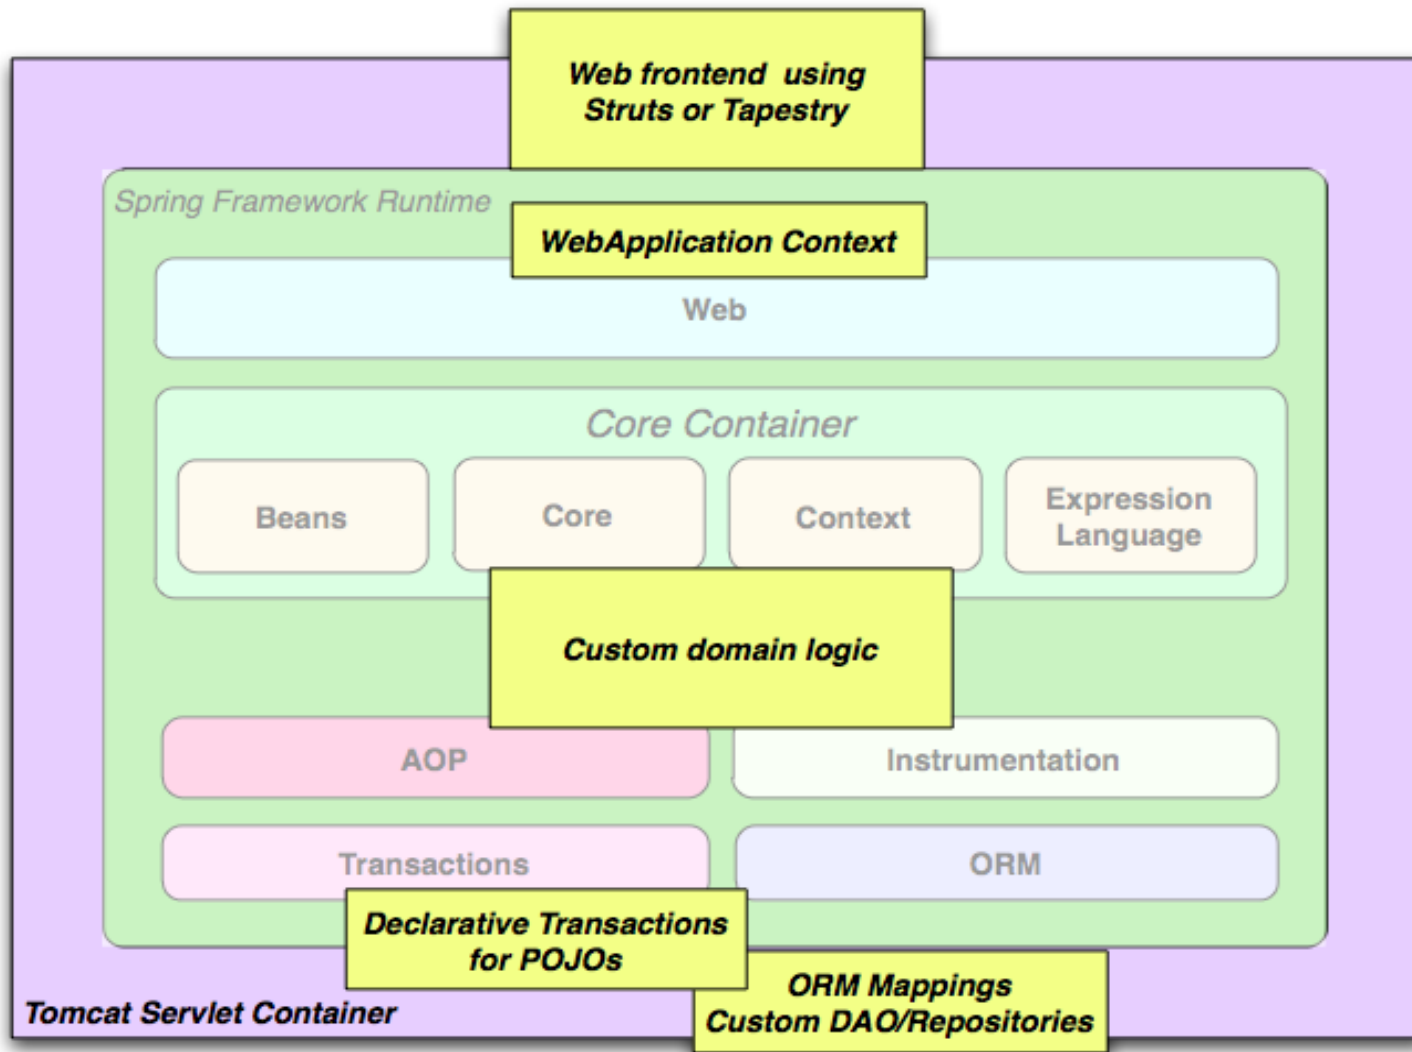 Web frontend using
Struts or Tapestry
Spring Framework Runtime
WebApplication Context
Web
Core Container
Beans
Core
Context
Expression
Language
Custom domain logic
AOP
Instrumentation
Transactions
ORM
Declarative Transactions
for POJOs
ORM Mappings
Custom DAO/Repositories
Tomcat Servlet Container